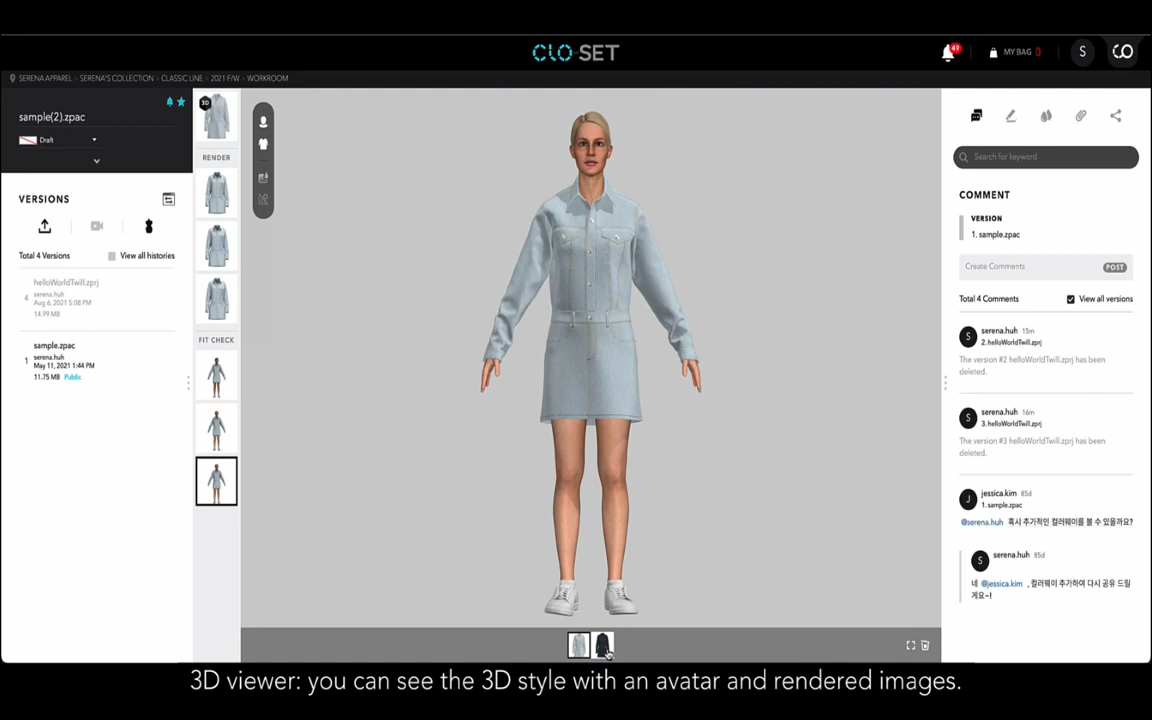 CLO-SET
49
MY BAG 0
S
SERENA APPAREL > SERENA'S COLLECTION > CLASSIC LINE > 2021 F/W > WORKROOM
sample(2).zpac
Draft
VERSIONS
Total 4 Versions
View all histories
helloWorldTwill.zprj
4
serena.huh
Aug 6, 2021 5:08 PM
14.99 MB
sample.zpac
1
serena.huh
May 11, 2021 1:44 PM
11.75 MB Public
3D
RENDER
FIT CHECK
Search for keyword
COMMENT
VERSION
1. sample.zpac
Create Comments
POST
Total 4 Comments
View all versions
S
serena.huh 15m
2. helloWorldTwill.zprj
The version #2 helloWorldTwill.zprj has been
deleted.
S
serena.huh 16m
3. helloWorldTwill.zprj
The version #3 helloWorldTwill.zprj has been
deleted.
J
jessica.kim 85d
1. sample.zpac
@serena.huh 혹시 추가적인 컬러웨이를 볼 수 있을까요?
S
serena.huh 85d
네 @jessica.kim , 컬러웨이 추가하여 다시 공유 드릴
게요~!
3D viewer: you can see the 3D style with an avatar and rendered images.